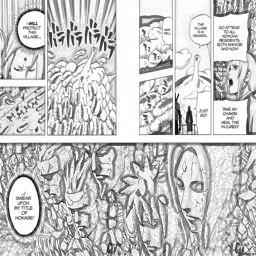 GO ATTEND
TO ALL
KONOHA
RESIDENTS,
BOTH SHINOBI
AND NON!
TAKE MY
CHAKRA
AND
HEAL THE
INJURED!
THE
VILLAGE
IS IN
DANGER...
JUST
GO!
I WILL
PROTECT
THIS
VILLAGE...
...I
SWEAR
UPON
MY TITLE
OF
HOKAGE!